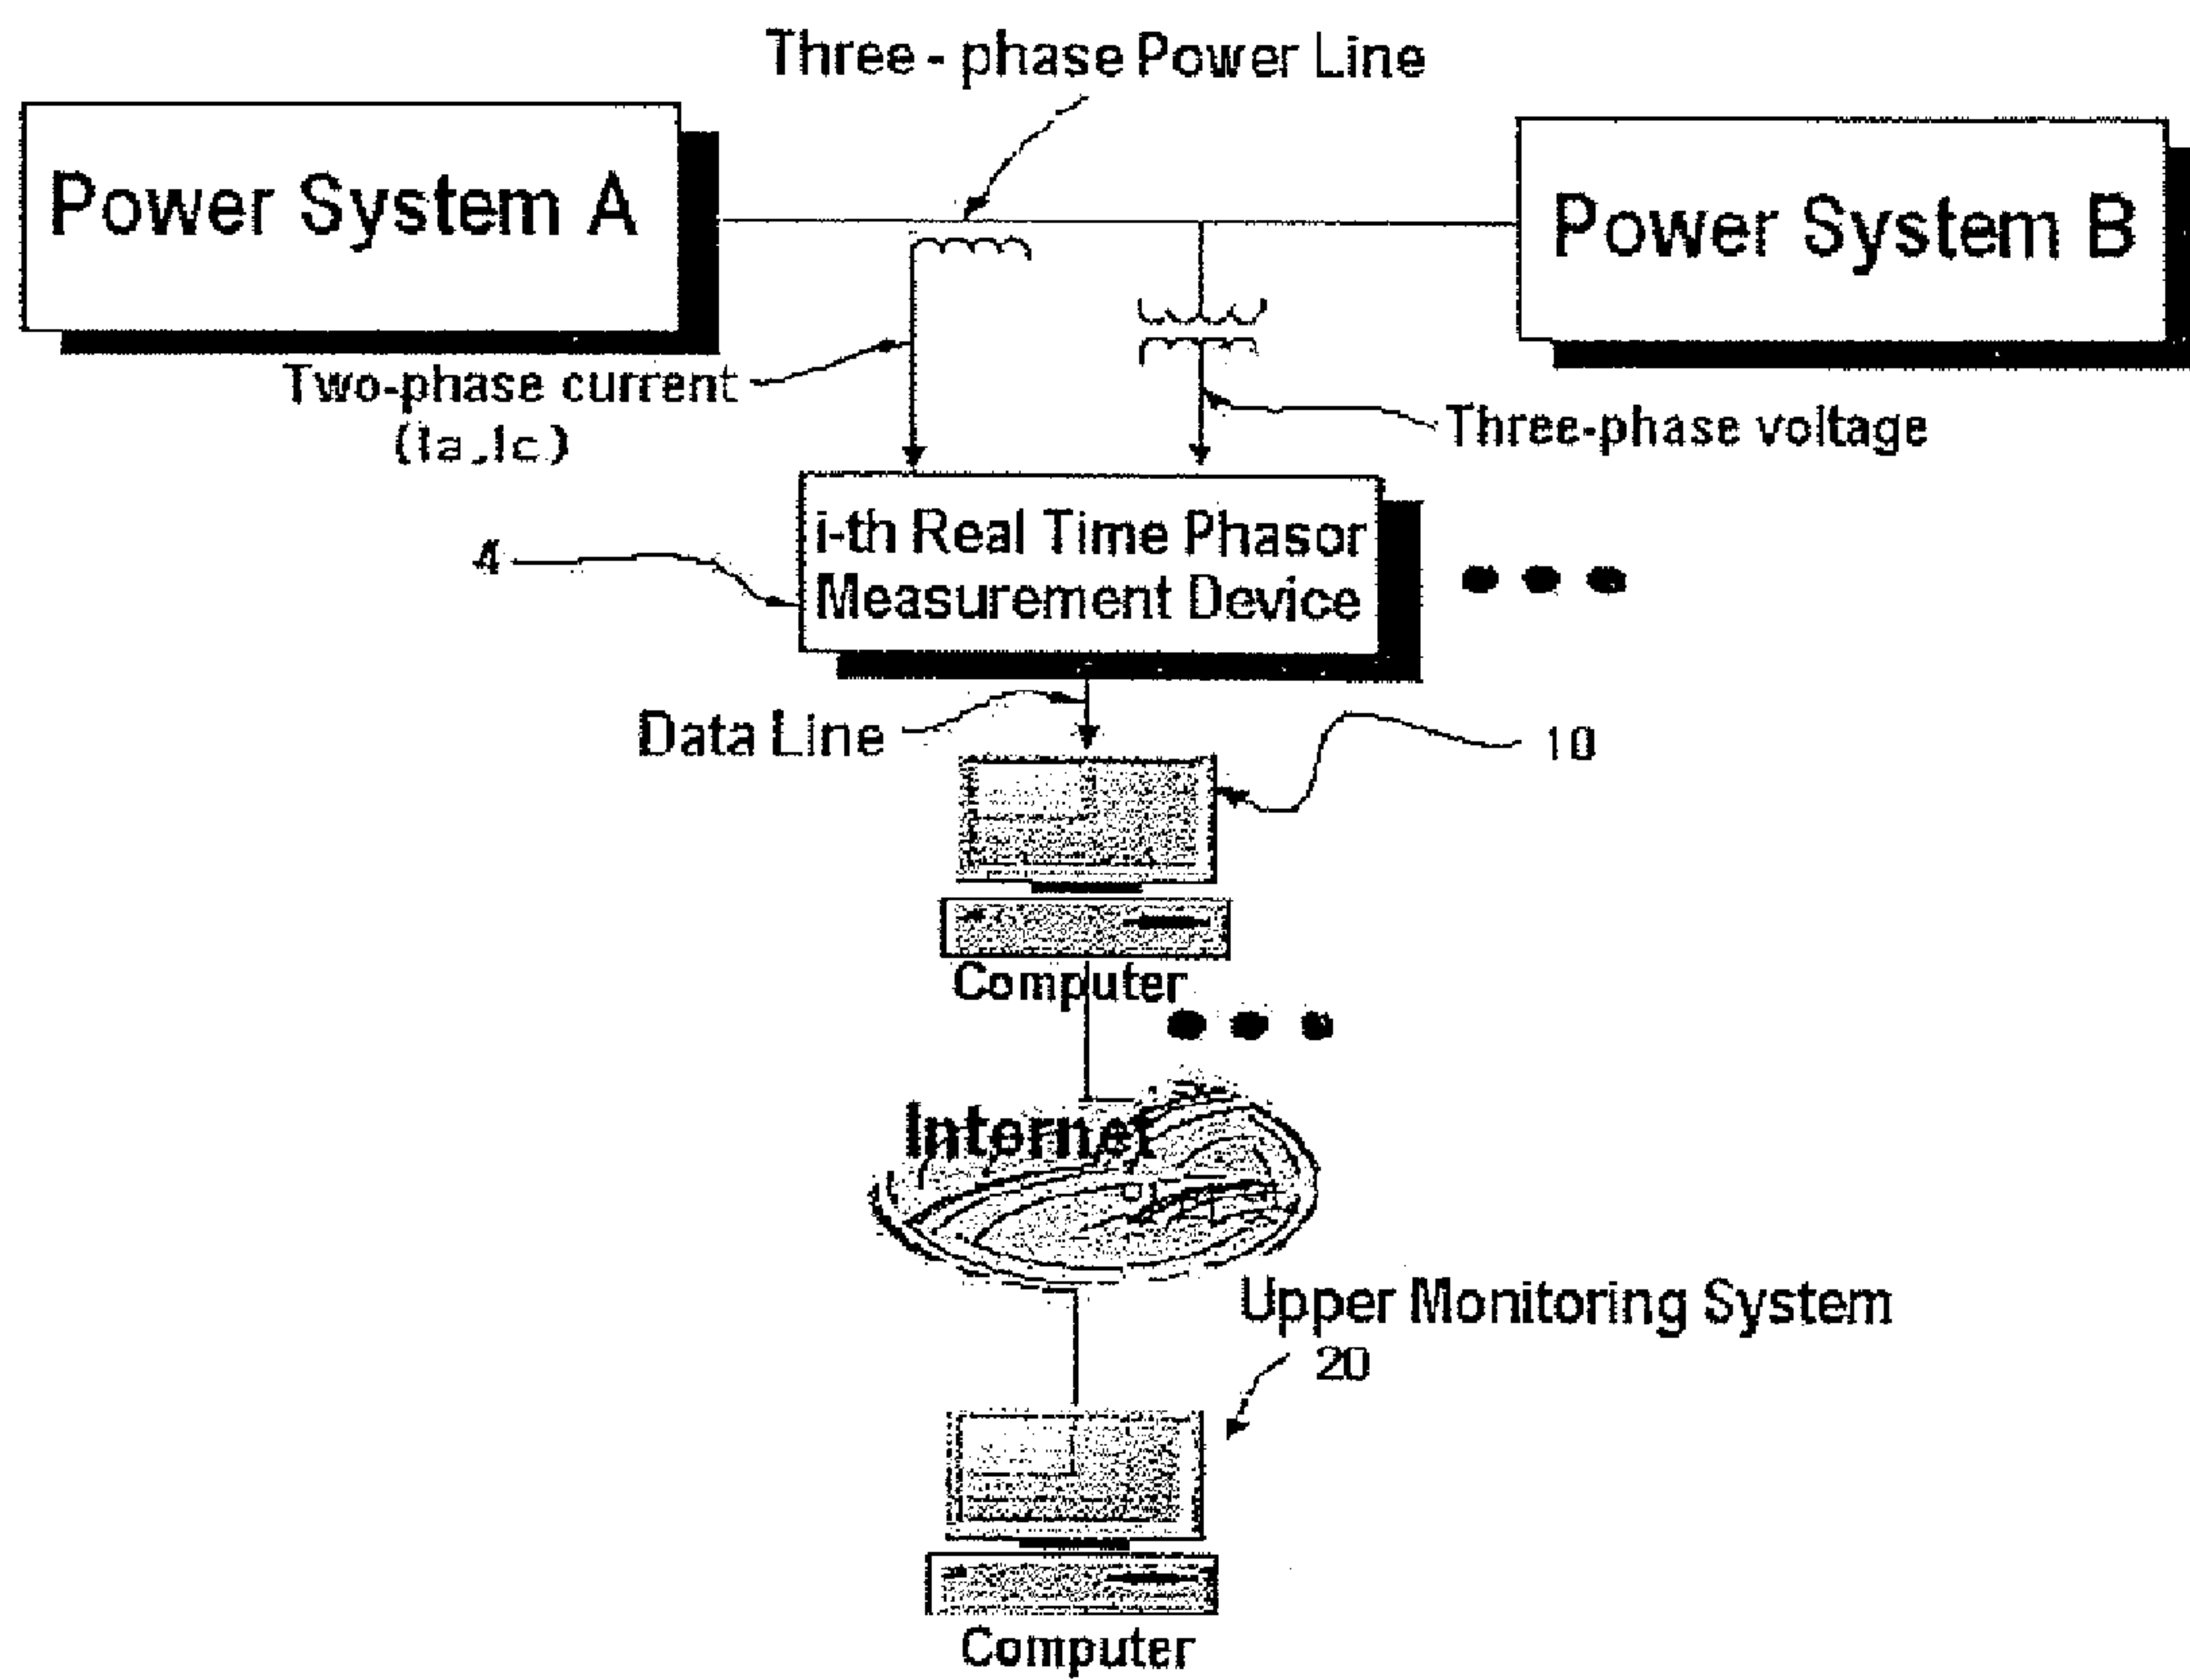 Three - phase Power Line
Power System A
Power System B
Two-phase current
(Ia,Ic)
Three-phase voltage
i-th Real Time Phasor
Measurement Device
4
Data Line
10
Computer
Internet
Upper Monitoring System
20
Computer